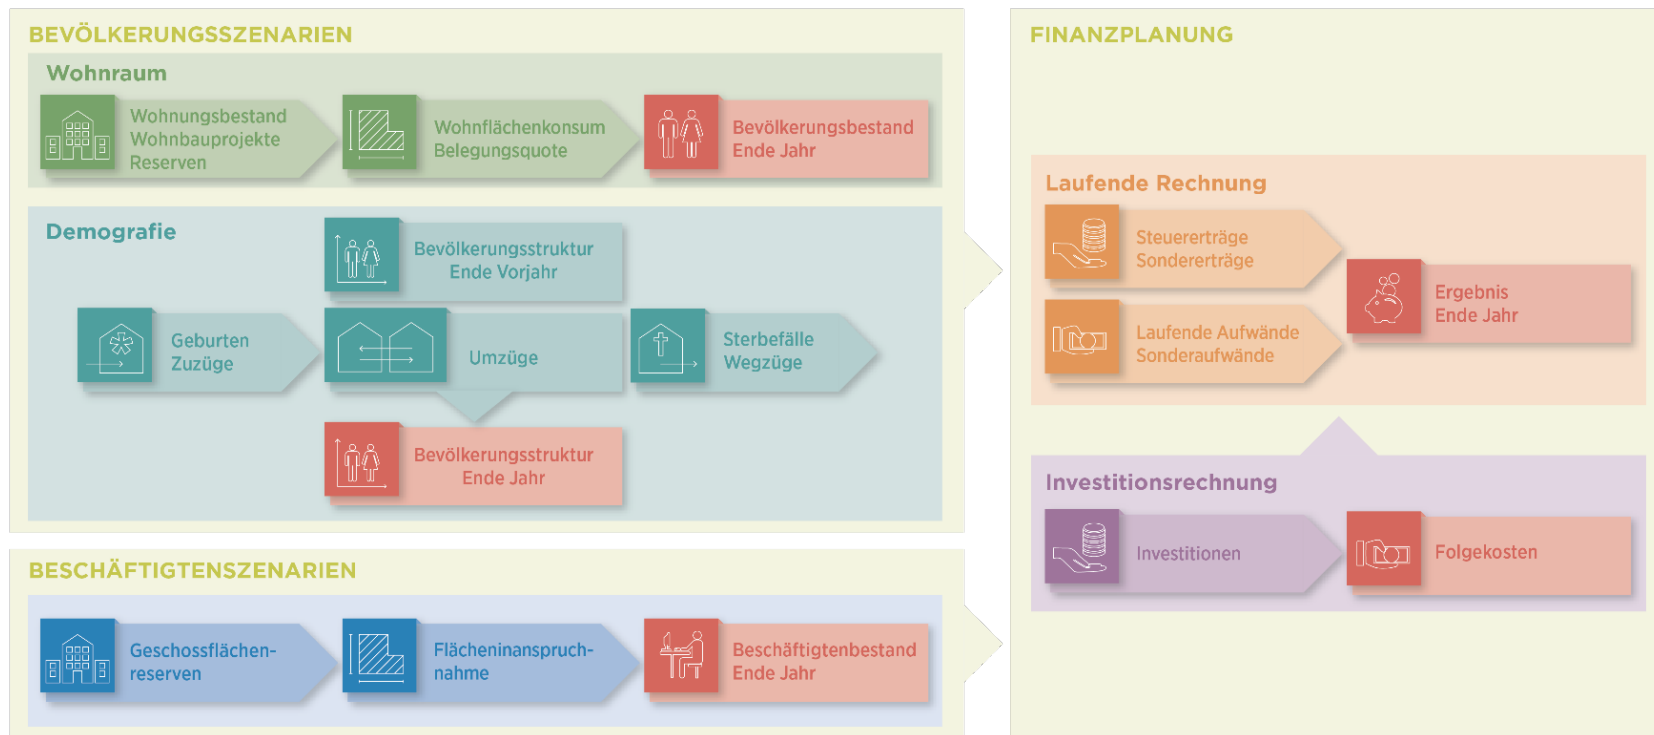 BEVÖLKERUNGSSZENARIEN
Wohnraum
Wohnungsbestand
Wohnbauprojekte
Reserven
Wohnflächenkonsum
Belegungsquote
Bevölkerungsbestand
Ende Jahr
Demografie
Bevölkerungsstruktur
Ende Vorjahr
Geburten
Zuzüge
Umzüge
Sterbefälle
Wegzüge
Bevölkerungsstruktur
Ende Jahr
BESCHÄFTIGTENSZENARIEN
Geschossflächen-
reserven
Flächeninanspruch-
nahme
Beschäftigtenbestand
Ende Jahr
FINANZPLANUNG
Laufende Rechnung
Steuererträge
Sondererträge
Laufende Aufwände
Sonderaufwände
Ergebnis
Ende Jahr
Investitionsrechnung
Investitionen
Folgekosten